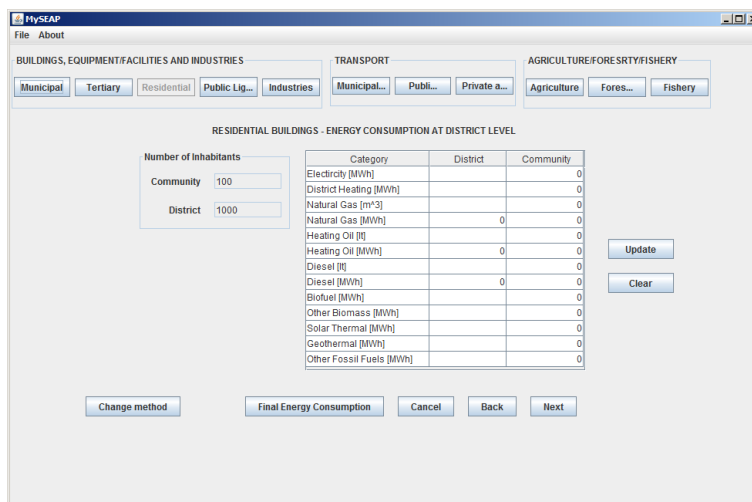 MySEAP
File About
BUILDINGS, EQUIPMENT/FACILITIES AND INDUSTRIES TRANSPORT AGRICULTURE/FORESRTY/FISHERY
Municipal Tertiary Residential Public Lig... Industries Municipal... Publi... Private a... Agriculture Fores... Fishery
RESIDENTIAL BUILDINGS - ENERGY CONSUMPTION AT DISTRICT LEVEL
Number of Inhabitants
Community 100
District 1000
Category District Community
Electircity [MWh] 0
District Heating [MWh] 0
Natural Gas [m^3] 0
Natural Gas [MWh] 0 0
Heating Oil [lt] 0
Heating Oil [MWh] 0 0
Diesel [lt] 0
Diesel [MWh] 0 0
Biofuel [MWh] 0
Other Biomass [MWh] 0
Solar Thermal [MWh] 0
Geothermal [MWh] 0
Other Fossil Fuels [MWh] 0
Update
Clear
Change method Final Energy Consumption Cancel Back Next